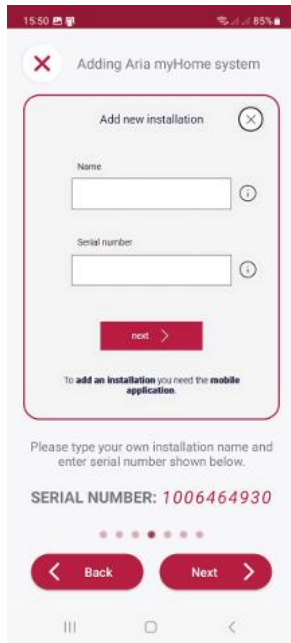 15:50 85%
Adding Aria myHome system
Add new installation
Name
Serial number
next
To add an installation you need the mobile
application.
Please type your own installation name and
enter serial number shown below.
SERIAL NUMBER: 1006464930
Back Next